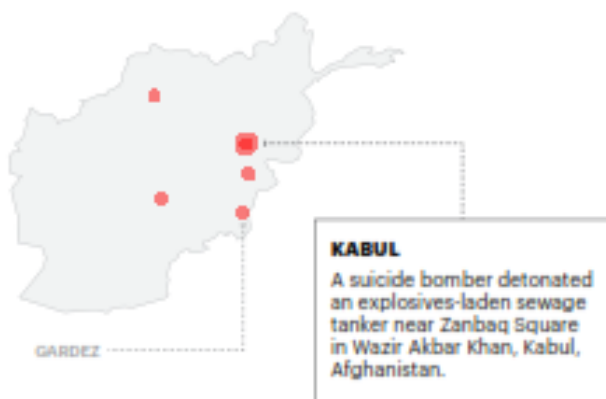 KABUL
A suicide bomber detonated
an explosives-laden sewage
tanker near Zanbaq Square
in Wazir Akbar Khan, Kabul,
Afghanistan.
GARDEZ